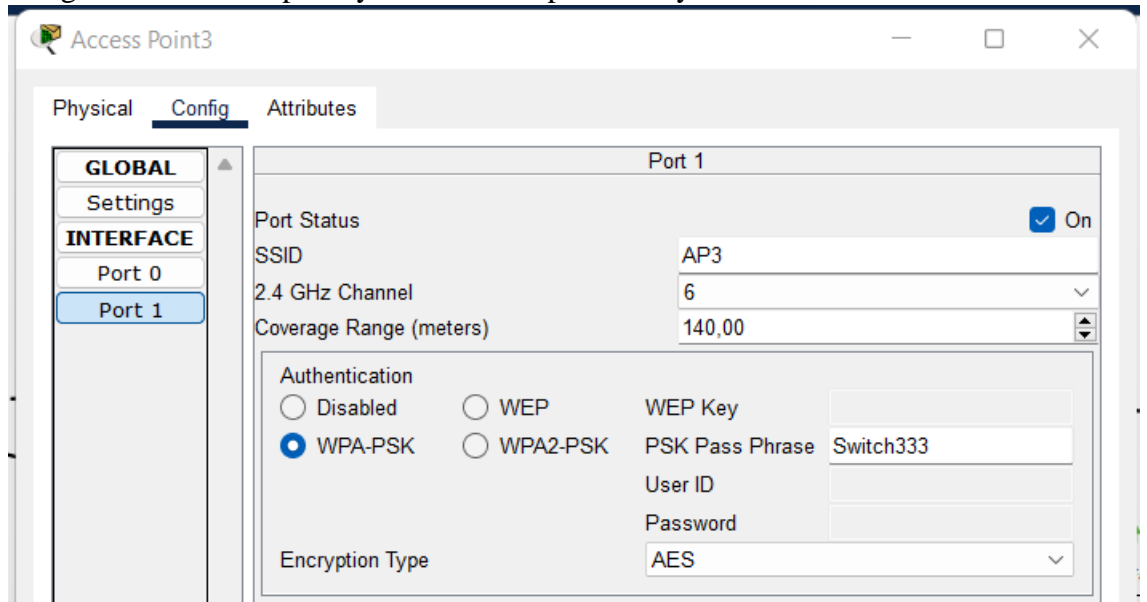 Access Point3
Physical Config Attributes
GLOBAL
Settings
INTERFACE
Port 0
Port 1
Port 1
Port Status On
SSID AP3
2.4 GHz Channel 6
Coverage Range (meters) 140,00
Authentication
Disabled WEP WEP Key
WPA-PSK WPA2-PSK PSK Pass Phrase Switch333
User ID
Password
Encryption Type AES